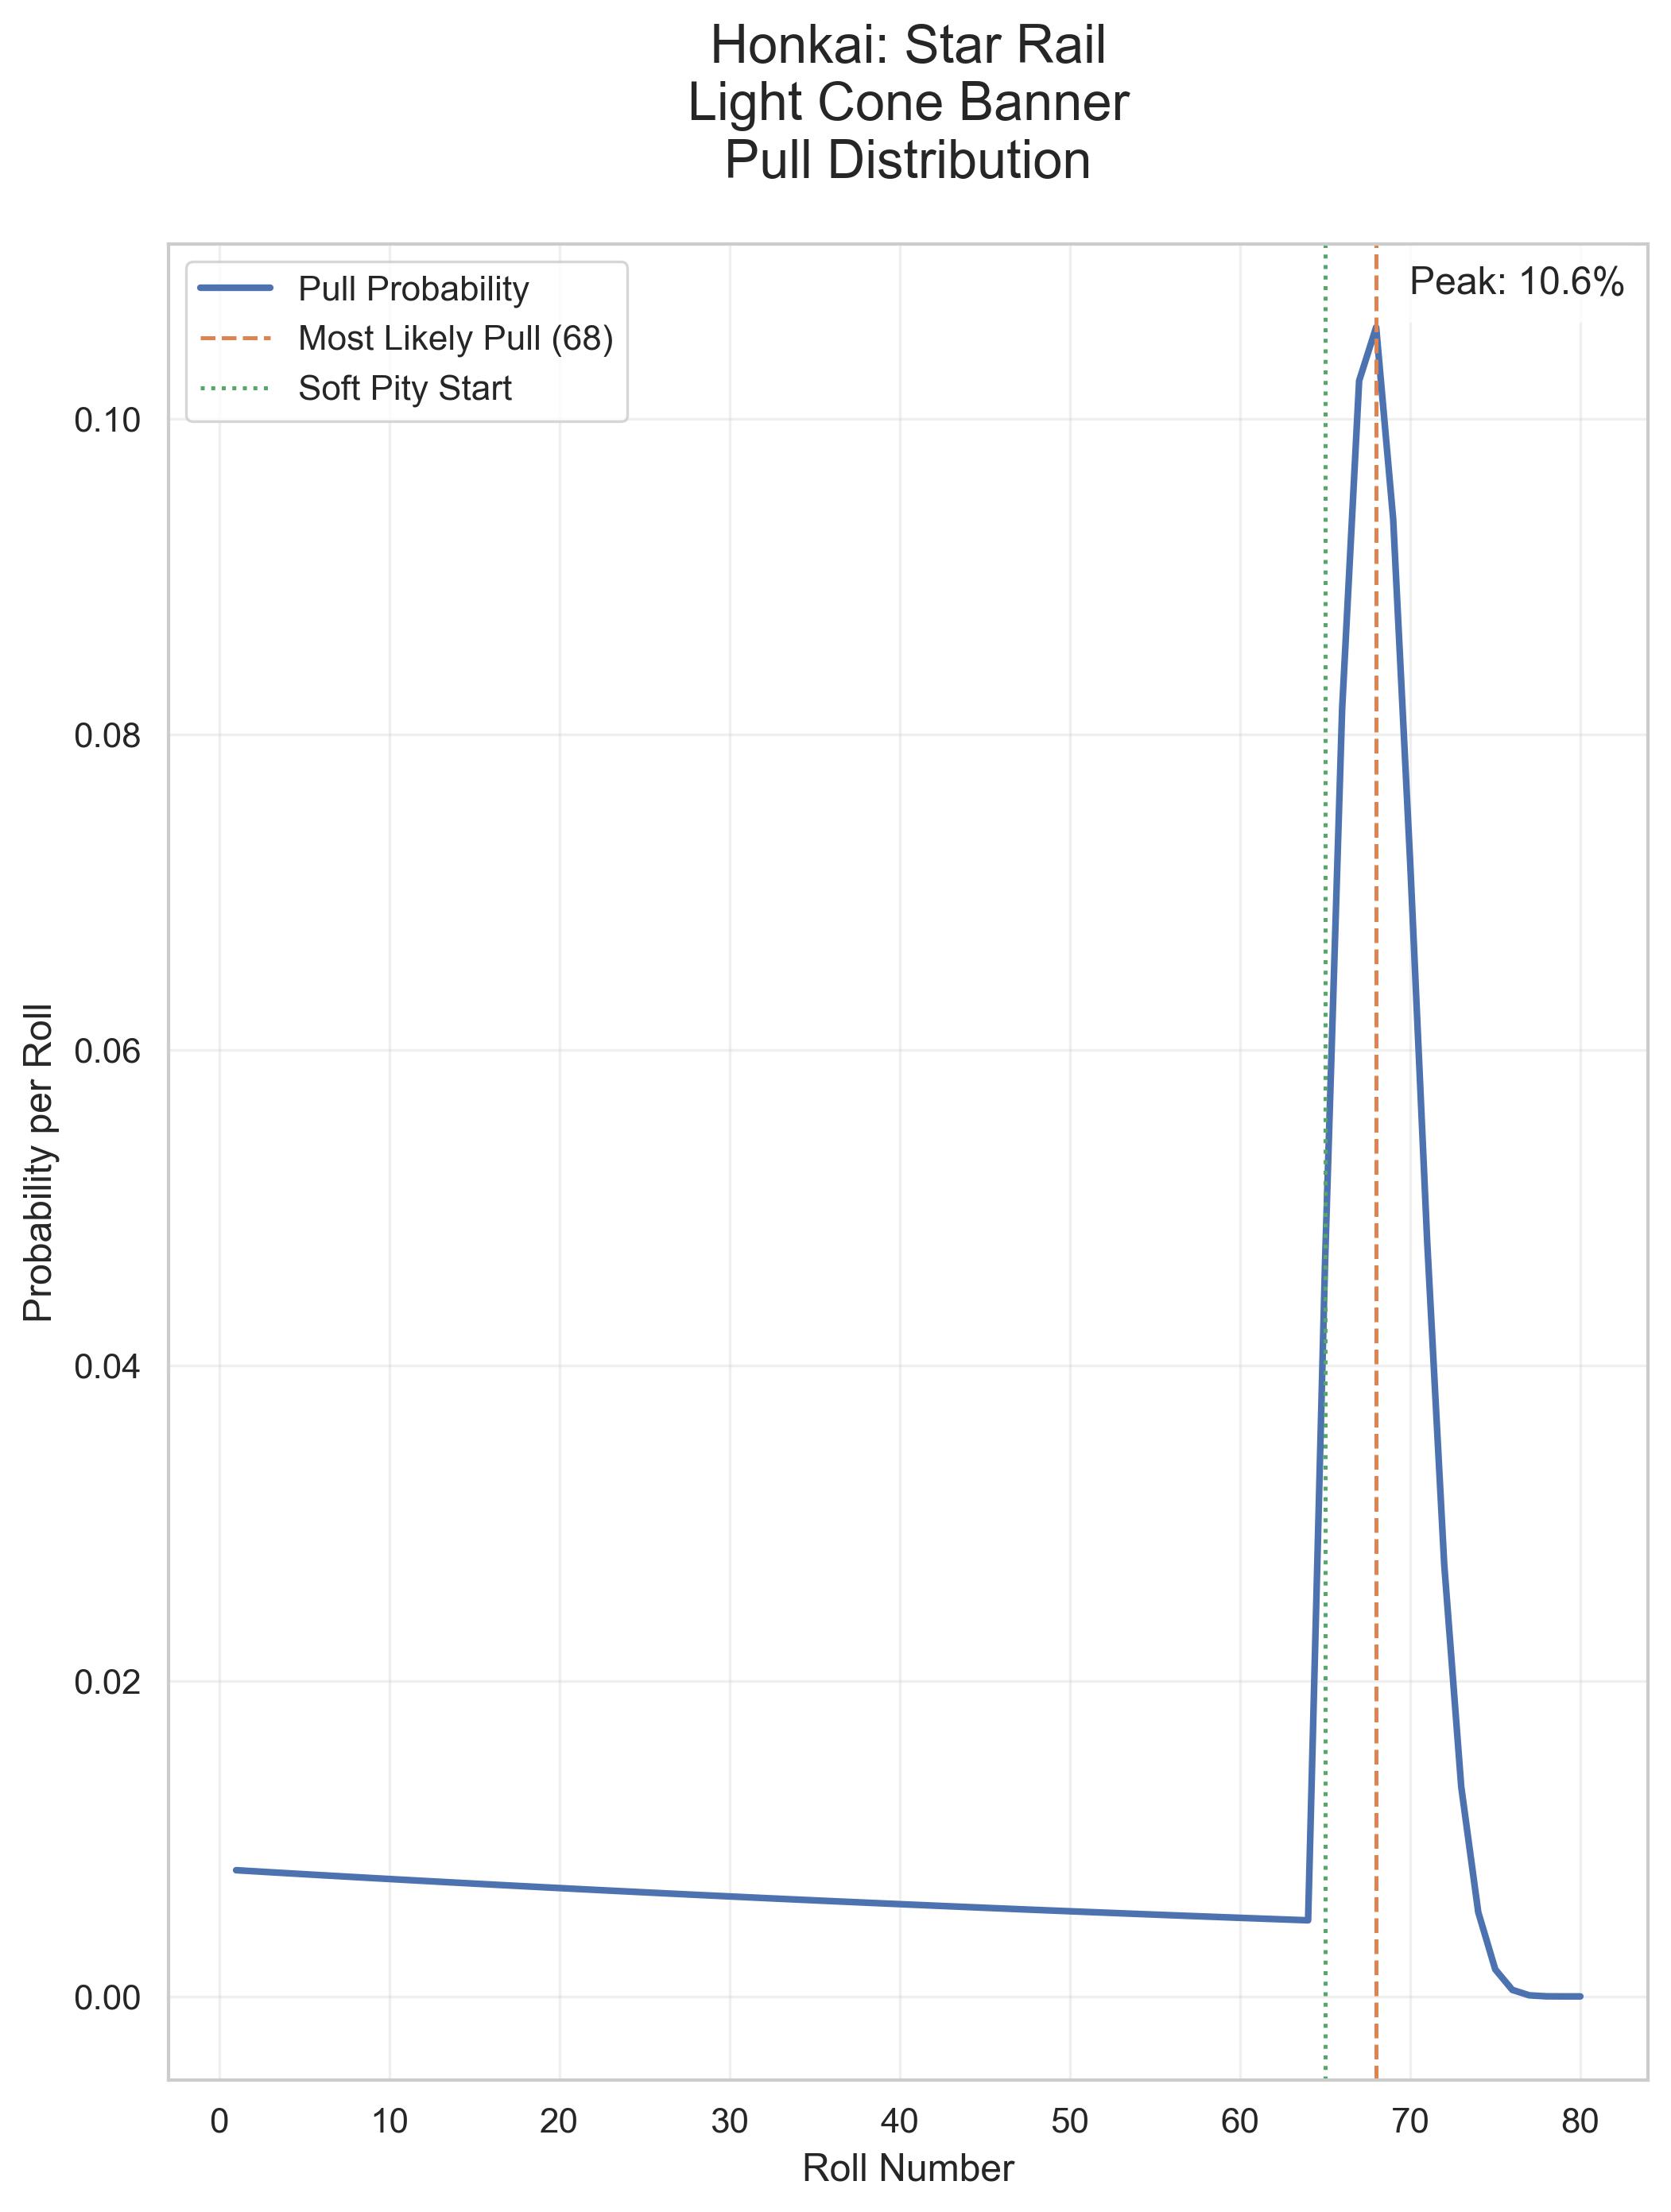 Honkai: Star Rail
Light Cone Banner
Pull Distribution
Pull Probability
Most Likely Pull (68)
Soft Pity Start
Peak: 10.6%
0.10
0.08
0.06
0.04
0.02
0.00
Probability per Roll
0 10 20 30 40 50 60 70 80
Roll Number